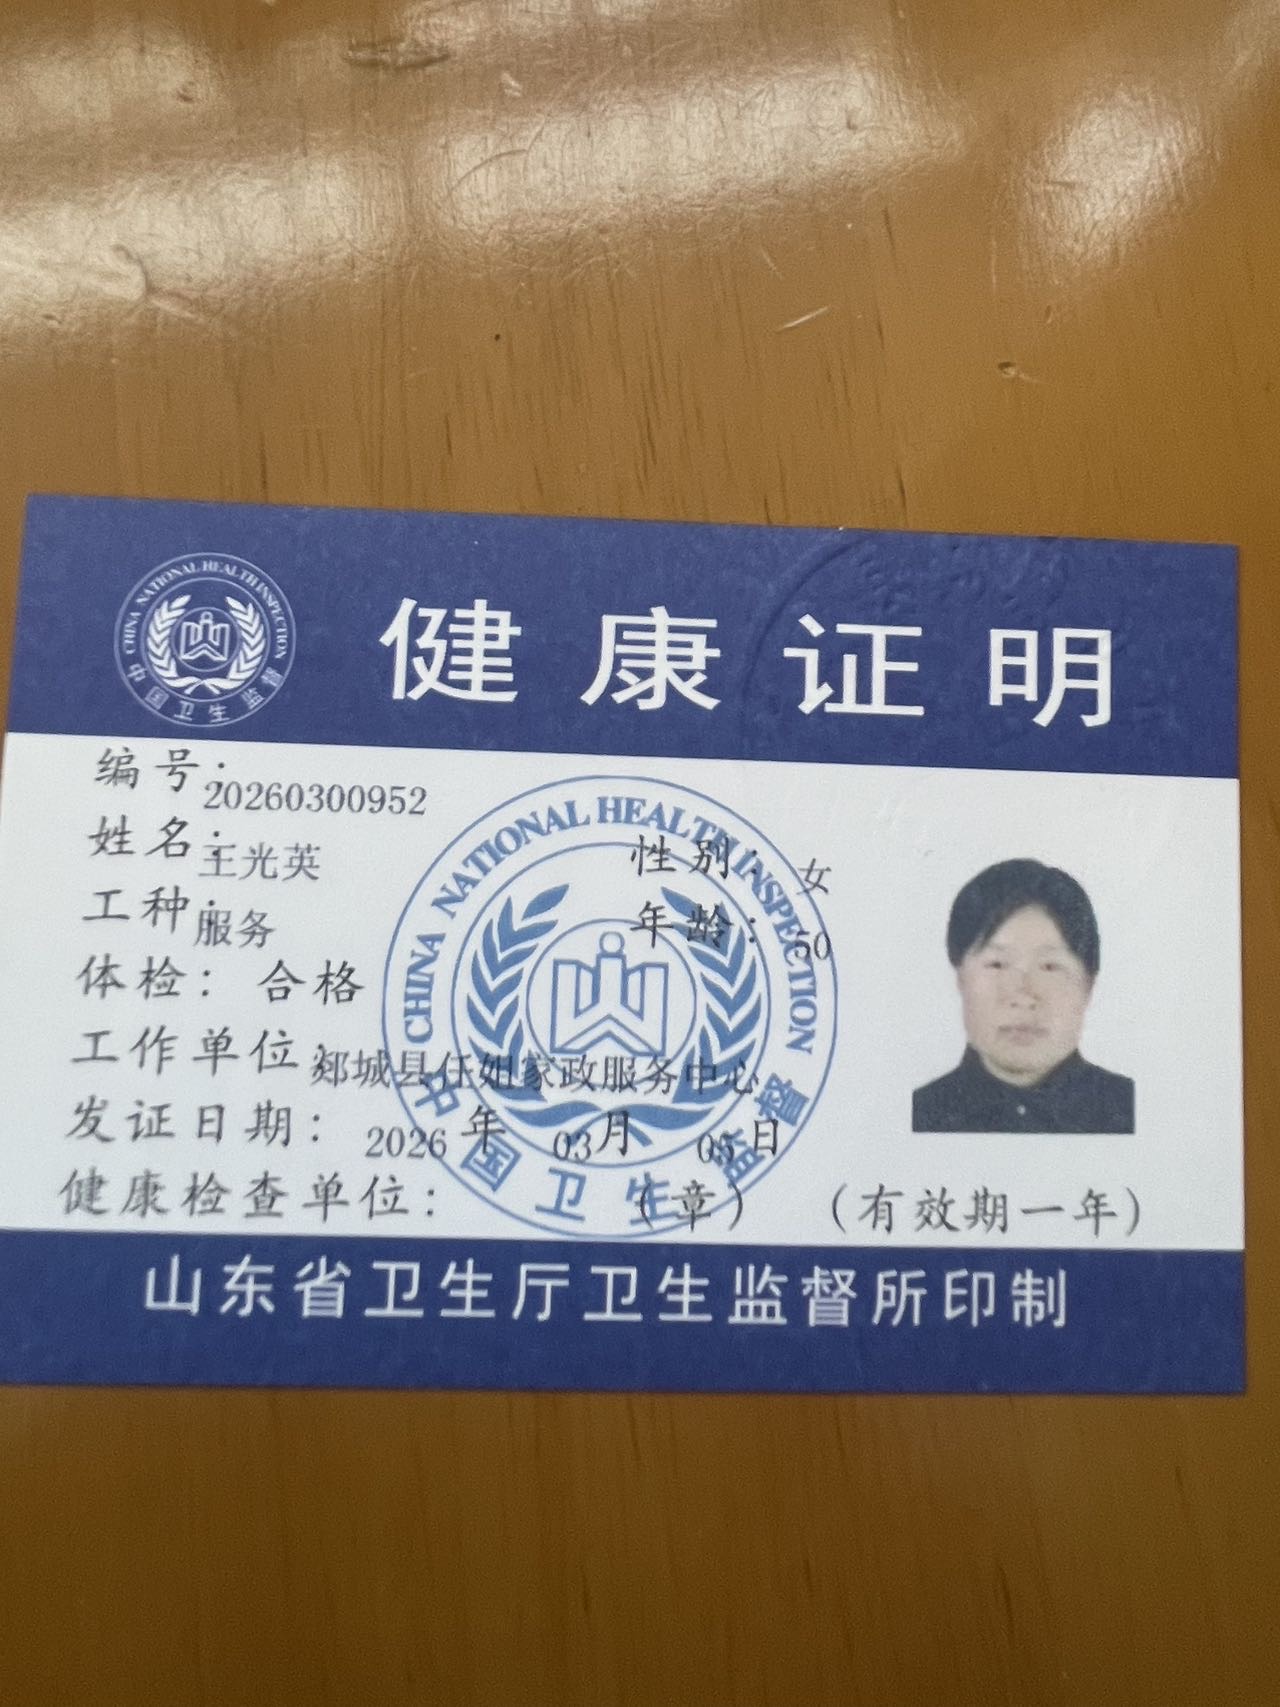 CHINA NATIONAL HEALTH INSPECTION
中国卫生监督
健康证明
编号：20260300952
姓名：王光英 性别：女
工种：服务 年龄：50
体检：合格
工作单位：郯城县任姐家政服务中心
发证日期：2026年03月 日
健康检查单位：（章）（有效期一年）
CHINA NATIONAL HEALTH INSPECTION
中国卫生监督
山东省卫生厅卫生监督所印制